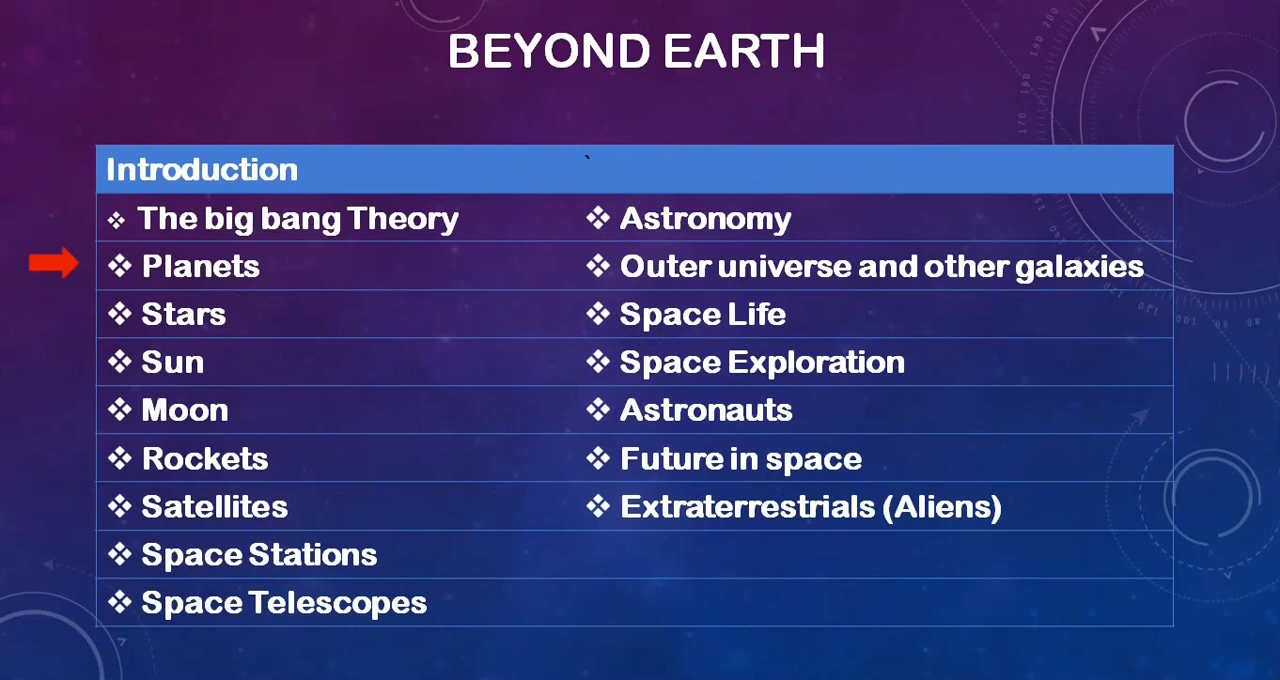 BEYOND EARTH
Introduction `
❖ The big bang Theory
❖ Planets
❖ Stars
❖ Sun
❖ Moon
❖ Rockets
❖ Satellites
❖ Space Stations
❖ Space Telescopes
❖ Astronomy
❖ Outer universe and other galaxies
❖ Space Life
❖ Space Exploration
❖ Astronauts
❖ Future in space
❖ Extraterrestrials (Aliens)